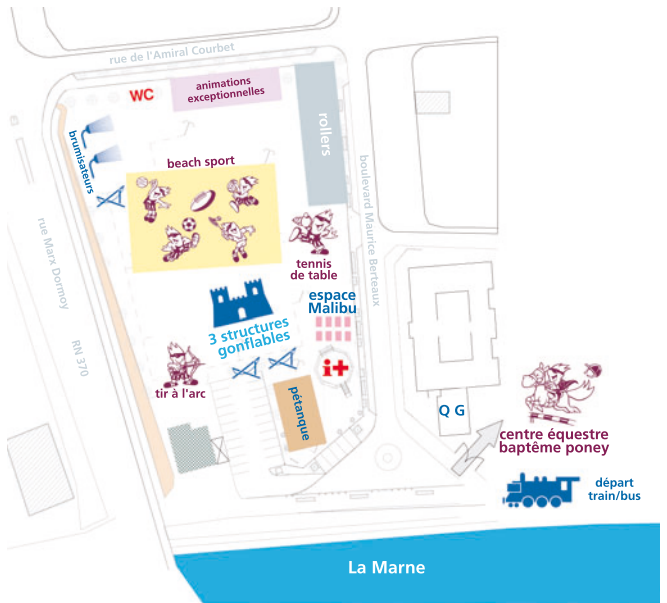 rue de l'Amiral Courbet
WC
animations
exceptionnelles
rollers
brumisateurs
beach sport
boulevard Maurice Berteaux
rue Marx Dormoy
RN 370
tennis
de table
espace
Malibu
3 structures
gonflables
i+
tir à l'arc
pétanque
Q G
centre équestre
baptême poney
départ
train/bus
La Marne